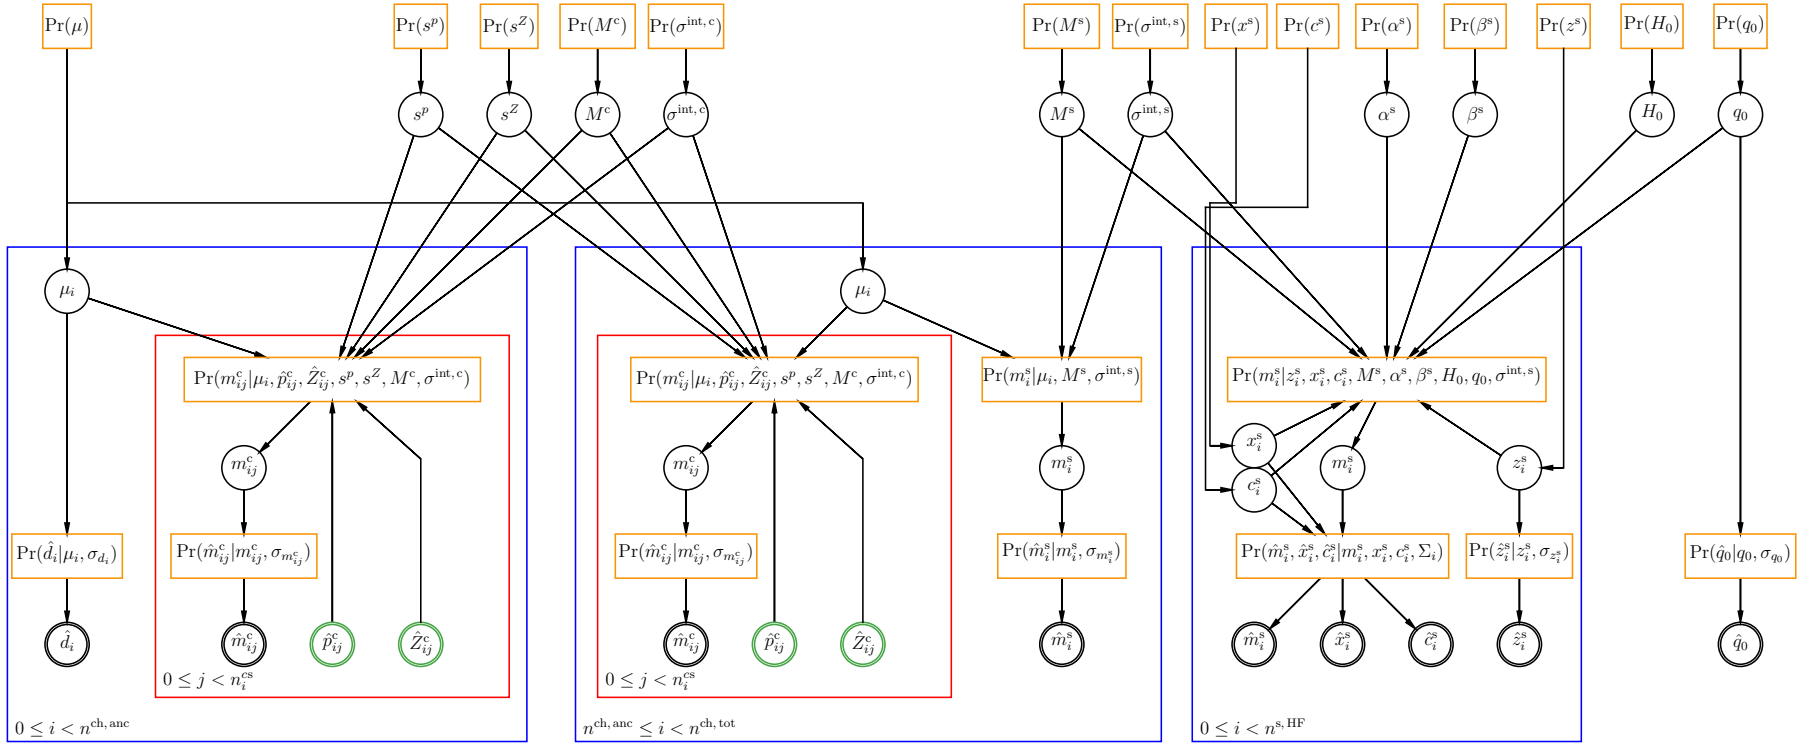 Pr(μ) Pr(s^p) Pr(s^Z) Pr(M^c) Pr(σ^{int, c}) Pr(M^s) Pr(σ^{int, s}) Pr(x^s) Pr(c^s) Pr(α^s) Pr(β^s) Pr(z^s) Pr(H_0) Pr(q_0)
s^p s^Z M^c σ^{int, c} M^s σ^{int, s} α^s β^s H_0 q_0
μ_i μ_i
Pr(m^c_{ij}|μ_i, p̂^c_{ij}, Ẑ^c_{ij}, s^p, s^Z, M^c, σ^{int, c}) Pr(m^c_{ij}|μ_i, p̂^c_{ij}, Ẑ^c_{ij}, s^p, s^Z, M^c, σ^{int, c}) Pr(m^s_i|μ_i, M^s, σ^{int, s}) Pr(m^s_i|z^s_i, x^s_i, c^s_i, M^s, α^s, β^s, H_0, q_0, σ^{int, s})
x^s_i
m^c_{ij} m^c_{ij} m^s_i m^s_i z^s_i
c^s_i
Pr(d̂_i|μ_i, σ_{d_i}) Pr(m̂^c_{ij}|m^c_{ij}, σ_{m^c_{ij}}) Pr(m̂^c_{ij}|m^c_{ij}, σ_{m^c_{ij}}) Pr(m̂^s_i|m^s_i, σ_{m^s_i}) Pr(m̂^s_i, x̂^s_i, ĉ^s_i|m^s_i, x^s_i, c^s_i, Σ_i) Pr(ẑ^s_i|z^s_i, σ_{z^s_i}) Pr(q̂_0|q_0, σ_{q_0})
d̂_i m̂^c_{ij} p̂^c_{ij} Ẑ^c_{ij} m̂^c_{ij} p̂^c_{ij} Ẑ^c_{ij} m̂^s_i m̂^s_i x̂^s_i ĉ^s_i ẑ^s_i q̂_0
0 ≤ j < n^{cs}_i 0 ≤ j < n^{cs}_i
0 ≤ i < n^{ch, anc} n^{ch, anc} ≤ i < n^{ch, tot} 0 ≤ i < n^{s, HF}